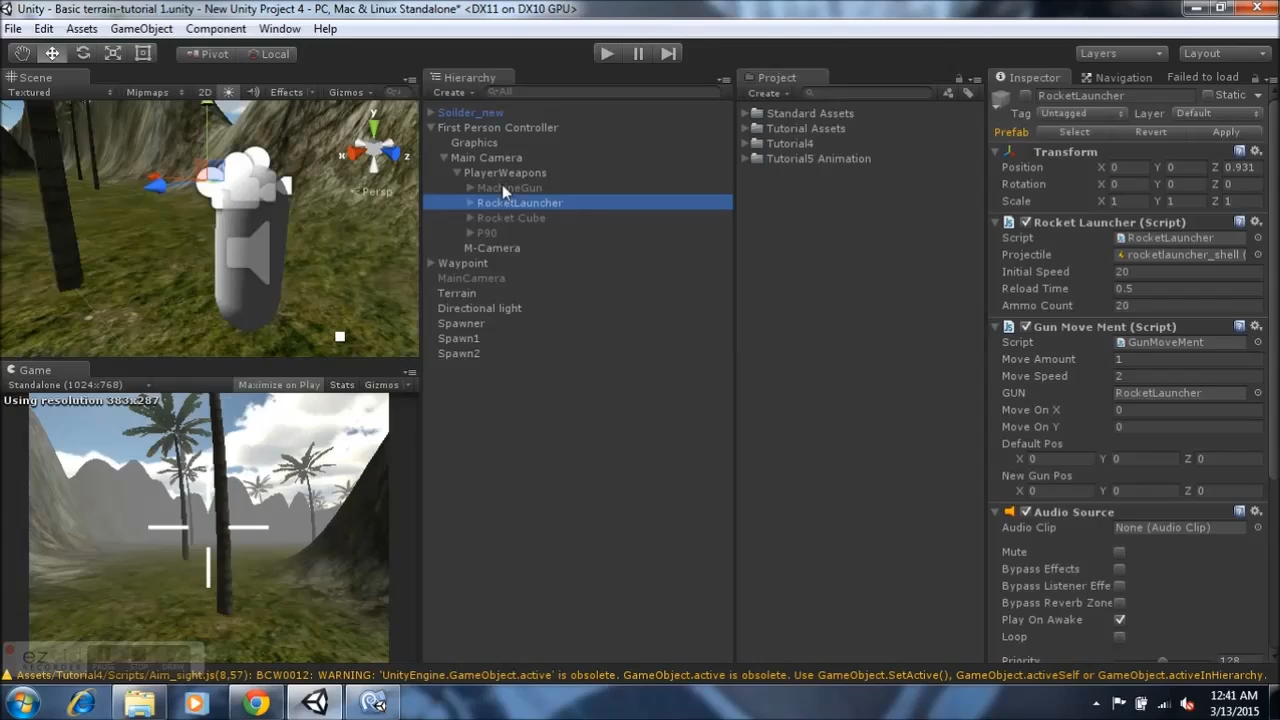 Unity - Basic terrain-tutorial 1.unity - New Unity Project 4 - PC, Mac & Linux Standalone* <DX11 on DX10 GPU>
File Edit Assets GameObject Component Window Help
Pivot Local Layers Layout
Scene Hierarchy Project Inspector Navigation Failed to load
Textured Mipmaps 2D Effects Gizmos All Create All Create
RocketLauncher Static
Tag Untagged Layer Default
Prefab Select Revert Apply
y
x
z
Persp
Soilder_new
First Person Controller
Graphics
Main Camera
PlayerWeapons
MachineGun
RocketLauncher
Rocket Cube
P90
M-Camera
Waypoint
MainCamera
Terrain
Directional light
Spawner
Spawn1
Spawn2
Standard Assets
Tutorial Assets
Tutorial4
Tutorial5 Animation
Transform
Position X 0 Y 0 Z 0.931
Rotation X 0 Y 0 Z 0
Scale X 1 Y 1 Z 1
Rocket Launcher (Script)
Script RocketLauncher
Projectile rocketlauncher_shell (
Initial Speed 20
Reload Time 0.5
Ammo Count 20
Gun Move Ment (Script)
Script GunMoveMent
Move Amount 1
Move Speed 2
GUN RocketLauncher
Move On X 0
Move On Y 0
Default Pos
X 0 Y 0 Z 0
New Gun Pos
X 0 Y 0 Z 0
Audio Source
Audio Clip None (Audio Clip)
Mute
Bypass Effects
Bypass Listener Effe
Bypass Reverb Zone
Play On Awake
Loop
Priority 128
Game
Standalone (1024x768) Maximize on Play Stats Gizmos
Using resolution 383x287
RECORDER PAUSE STOP DRAW
Assets/Tutorial4/Scripts/Aim_sight.js(8,57): BCW0012: WARNING: 'UnityEngine.GameObject.active' is obsolete. GameObject.active is obsolete. Use GameObject.SetActive(), GameObject.activeSelf or GameObject.activeInHierarchy.
12:41 AM
3/13/2015